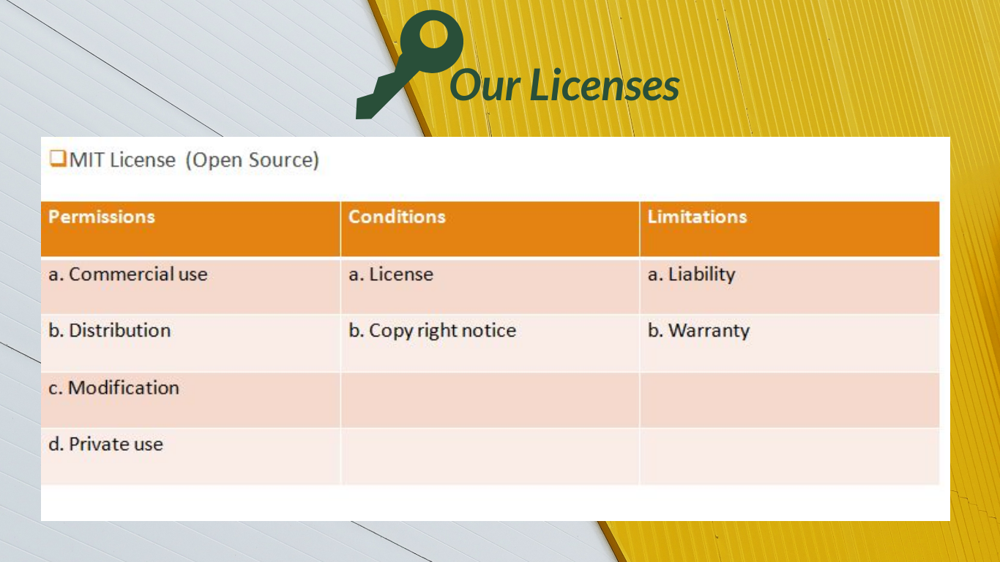 Our Licenses
❑MIT License (Open Source)
Permissions Conditions Limitations
a. Commercial use a. License a. Liability
b. Distribution b. Copy right notice b. Warranty
c. Modification
d. Private use